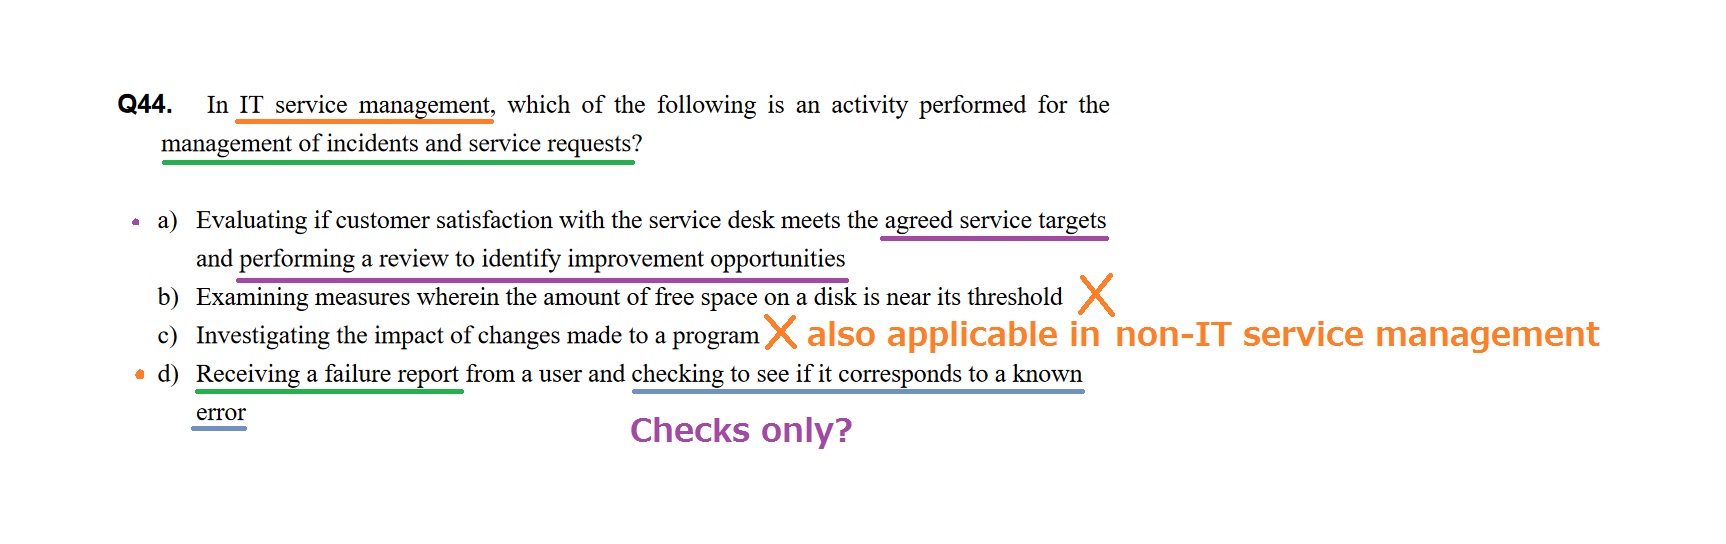 Q44. In IT service management, which of the following is an activity performed for the
management of incidents and service requests?
a) Evaluating if customer satisfaction with the service desk meets the agreed service targets
and performing a review to identify improvement opportunities
b) Examining measures wherein the amount of free space on a disk is near its threshold
c) Investigating the impact of changes made to a program also applicable in non-IT service management
d) Receiving a failure report from a user and checking to see if it corresponds to a known
error
Checks only?